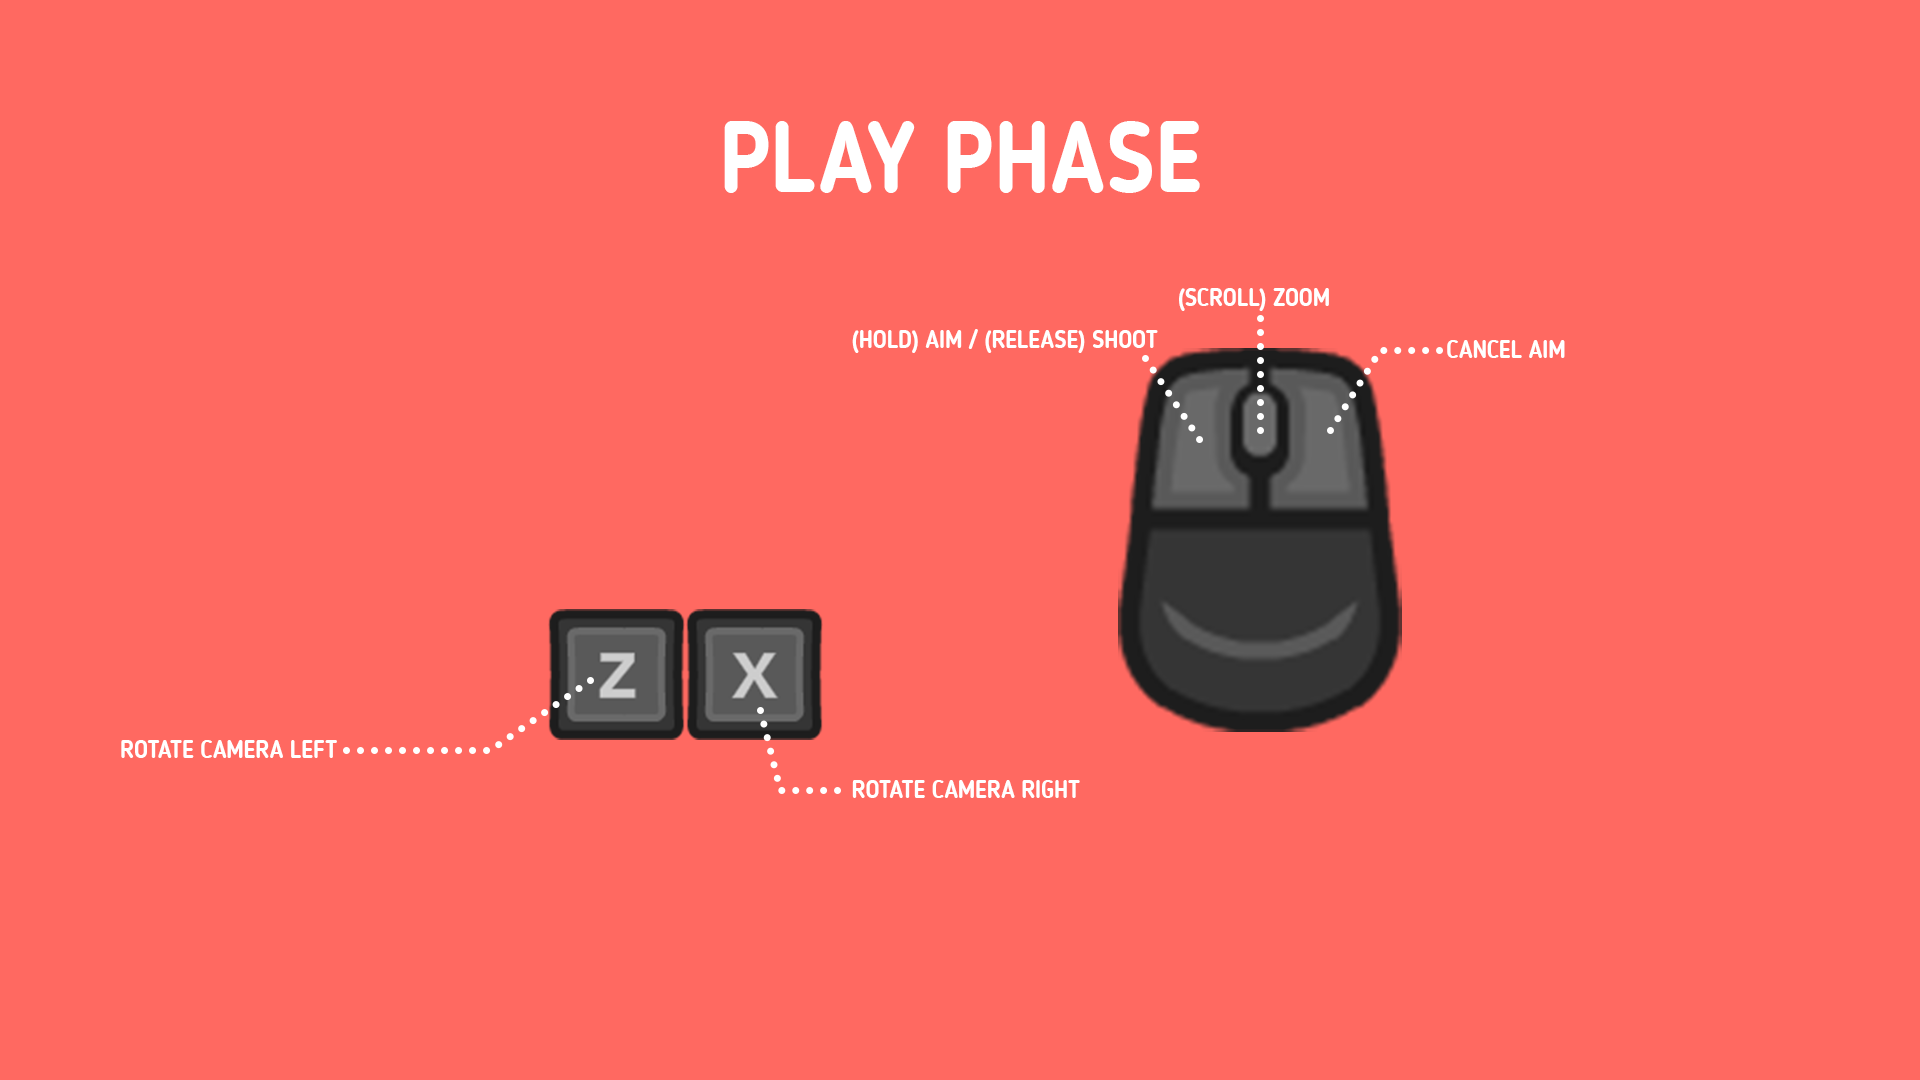 PLAY PHASE
(SCROLL) ZOOM
(HOLD) AIM / (RELEASE) SHOOT
CANCEL AIM
Z
X
ROTATE CAMERA LEFT
ROTATE CAMERA RIGHT